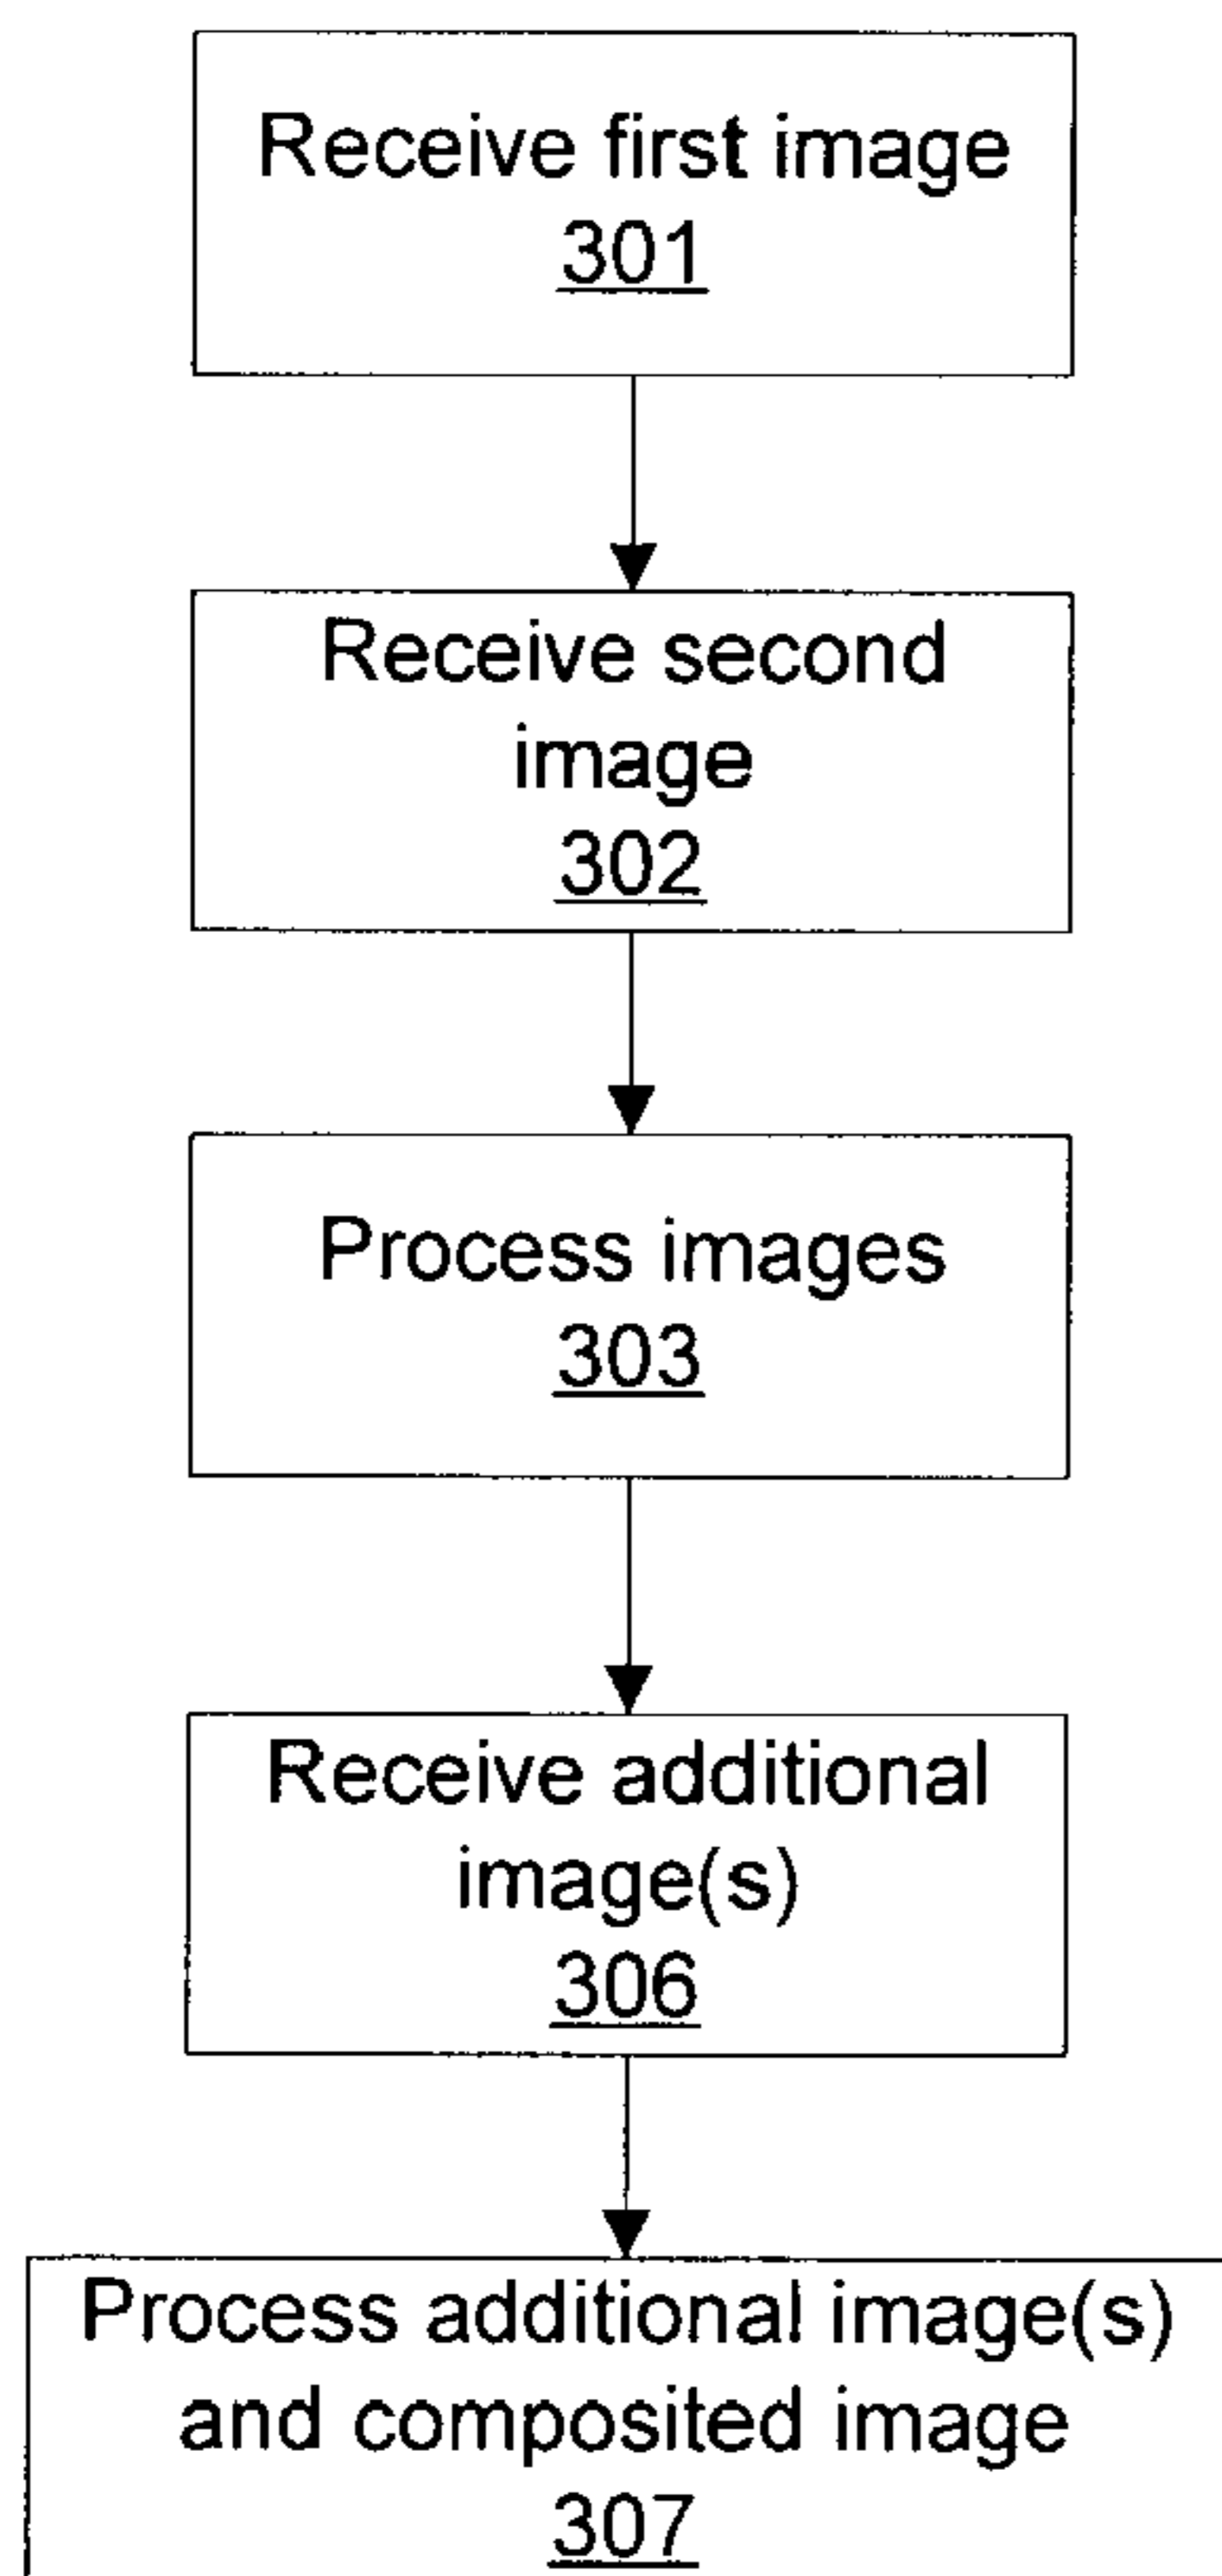 Receive first image
301
Receive second
image
302
Process images
303
Receive additional
image(s)
306
Process additional image(s)
and composited image
307